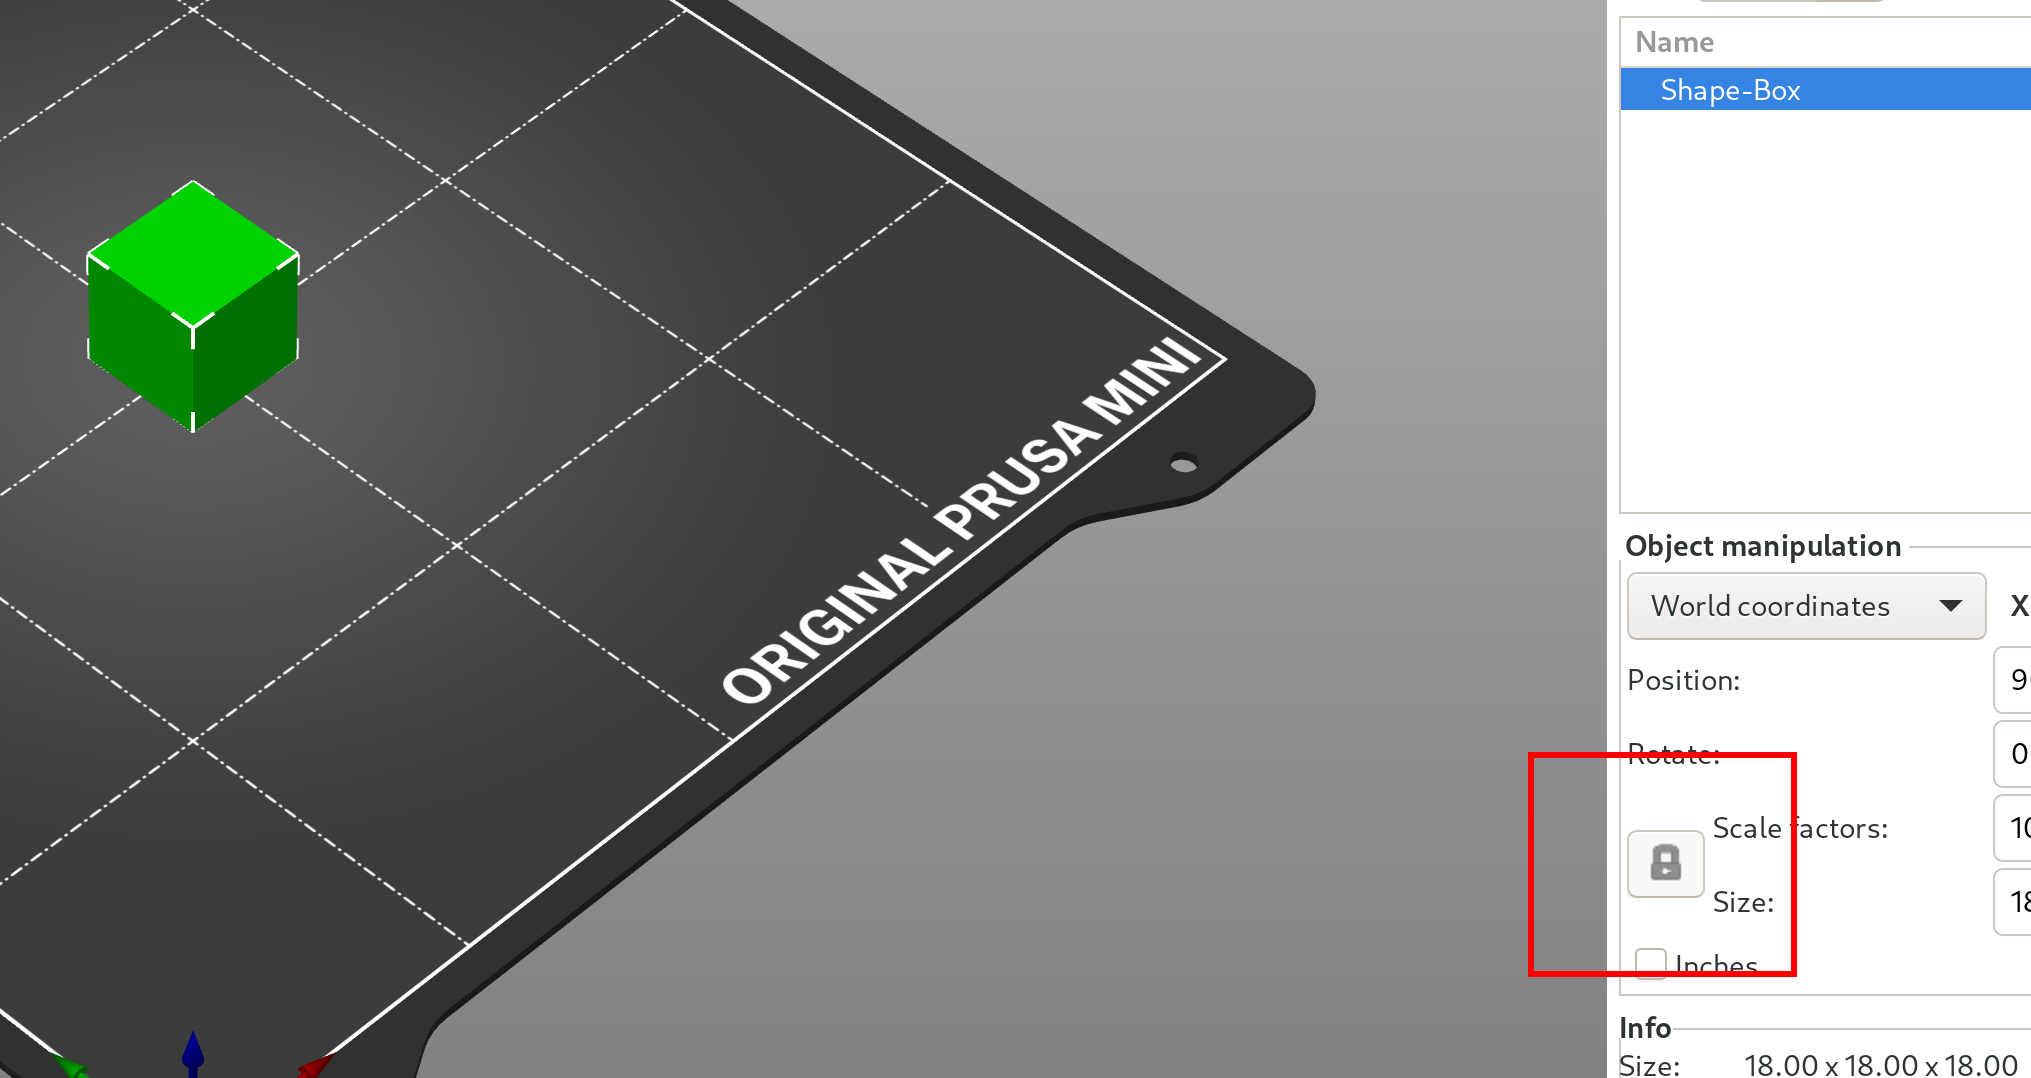 Name
Shape-Box
ORIGINAL PRUSA MINI
Object manipulation
World coordinates X
Position:
Rotate: 0
Scale factors: 10
Size: 18
Inches
Info
Size: 18.00 x 18.00 x 18.00